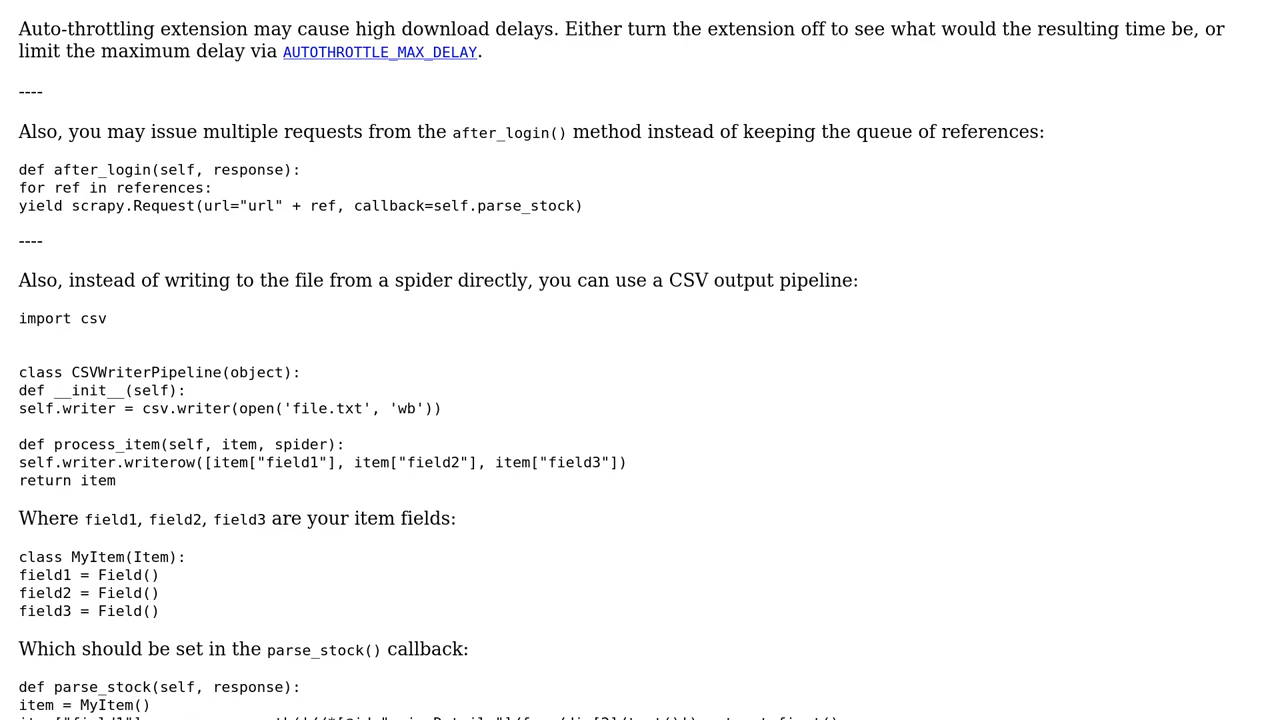 Auto-throttling extension may cause high download delays. Either turn the extension off to see what would the resulting time be, or
limit the maximum delay via AUTOTHROTTLE_MAX_DELAY.
----
Also, you may issue multiple requests from the after_login() method instead of keeping the queue of references:
def after_login(self, response):
for ref in references:
yield scrapy.Request(url="url" + ref, callback=self.parse_stock)
----
Also, instead of writing to the file from a spider directly, you can use a CSV output pipeline:
import csv
class CSVWriterPipeline(object):
def __init__(self):
self.writer = csv.writer(open('file.txt', 'wb'))
def process_item(self, item, spider):
self.writer.writerow([item["field1"], item["field2"], item["field3"])
return item
Where field1, field2, field3 are your item fields:
class MyItem(Item):
field1 = Field()
field2 = Field()
field3 = Field()
Which should be set in the parse_stock() callback:
def parse_stock(self, response):
item = MyItem()